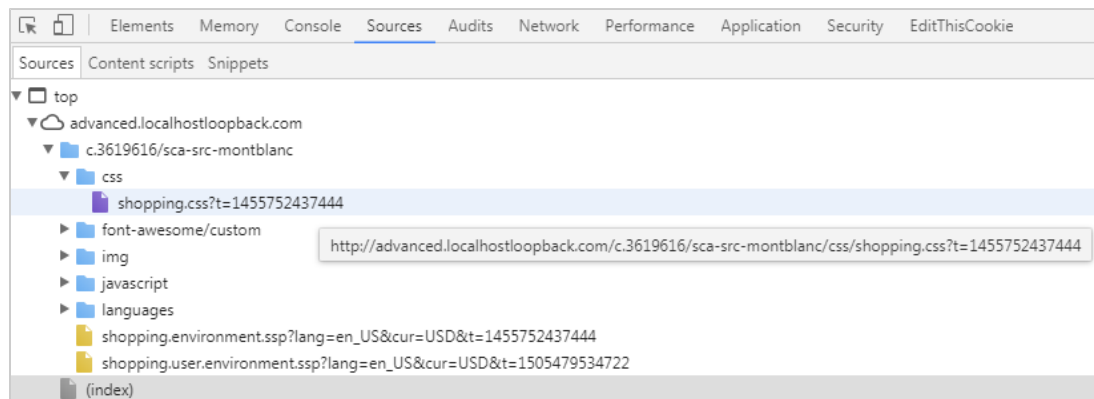 Elements Memory Console Sources Audits Network Performance Application Security EditThisCookie
Sources Content scripts Snippets
top
advanced.localhostloopback.com
c.3619616/sca-src-montblanc
css
shopping.css?t=1455752437444
font-awesome/custom
http://advanced.localhostloopback.com/c.3619616/sca-src-montblanc/css/shopping.css?t=1455752437444
img
javascript
languages
shopping.environment.ssp?lang=en_US&cur=USD&t=1455752437444
shopping.user.environment.ssp?lang=en_US&cur=USD&t=1505479534722
(index)